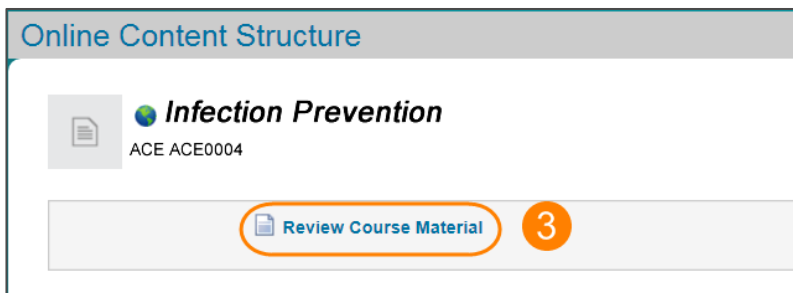 Online Content Structure
Infection Prevention
ACE ACE0004
Review Course Material
3